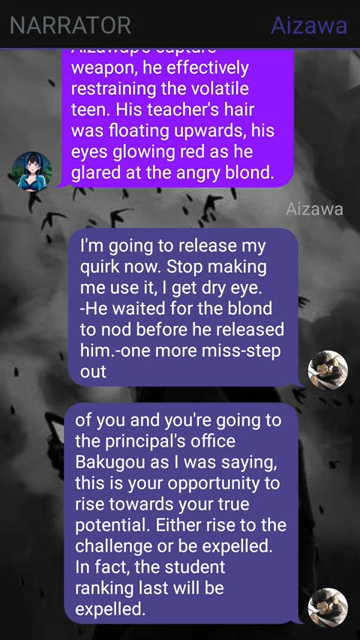 NARRATOR
Aizawa
weapon, he effectively
restraining the volatile
teen. His teacher's hair
was floating upwards, his
eyes glowing red as he
glared at the angry blond.
Aizawa
I'm going to release my
quirk now. Stop making
me use it, I get dry eye.
-He waited for the blond
to nod before he released
him.-one more miss-step
out
of you and you're going to
the principal's office
Bakugou as I was saying,
this is your opportunity to
rise towards your true
potential. Either rise to the
challenge or be expelled.
In fact, the student
ranking last will be
expelled.